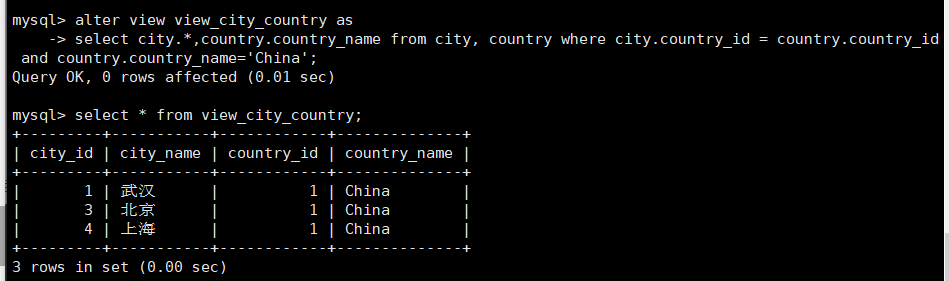 mysql> alter view view_city_country as
    -> select city.*,country.country_name from city, country where city.country_id = country.country_id
 and country.country_name='China';
Query OK, 0 rows affected (0.01 sec)

mysql> select * from view_city_country;
+---------+-----------+------------+--------------+
| city_id | city_name | country_id | country_name |
+---------+-----------+------------+--------------+
|       1 | 武汉      |          1 | China        |
|       3 | 北京      |          1 | China        |
|       4 | 上海      |          1 | China        |
+---------+-----------+------------+--------------+
3 rows in set (0.00 sec)